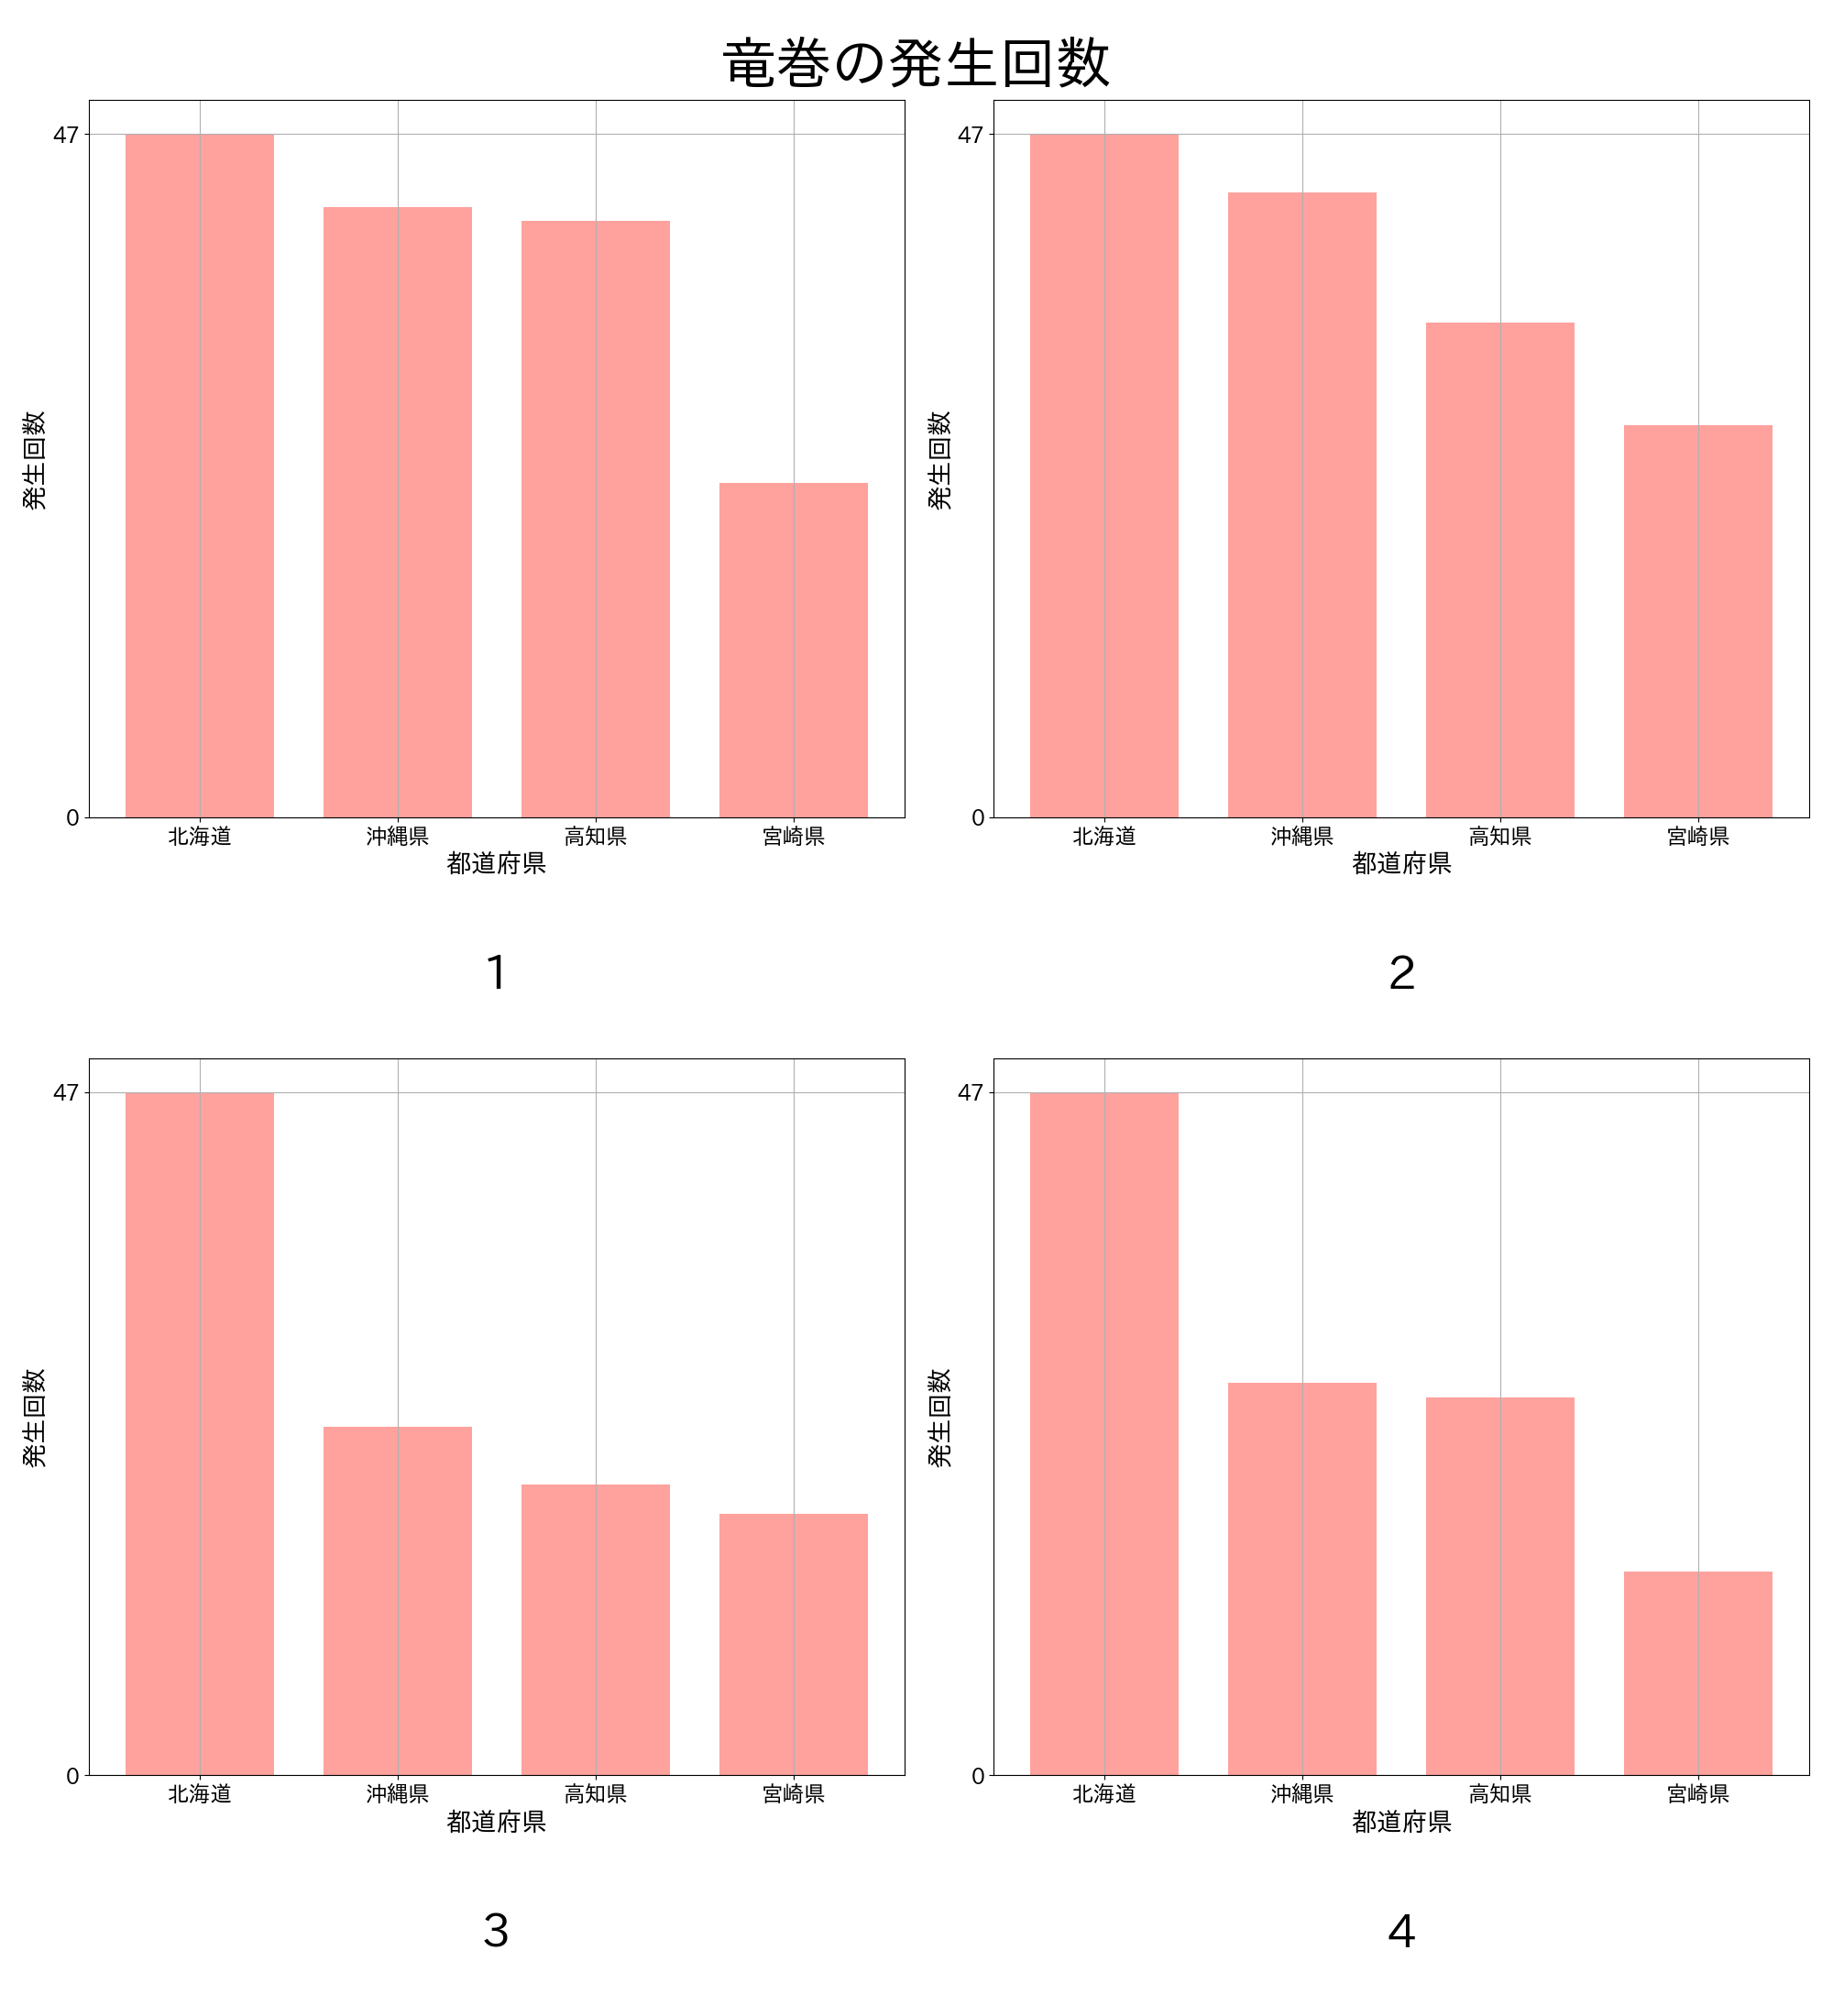 竜巻の発生回数
47
0
発生回数
北海道 沖縄県 高知県 宮崎県
都道府県
1
47
0
発生回数
北海道 沖縄県 高知県 宮崎県
都道府県
2
47
0
発生回数
北海道 沖縄県 高知県 宮崎県
都道府県
3
47
0
発生回数
北海道 沖縄県 高知県 宮崎県
都道府県
4